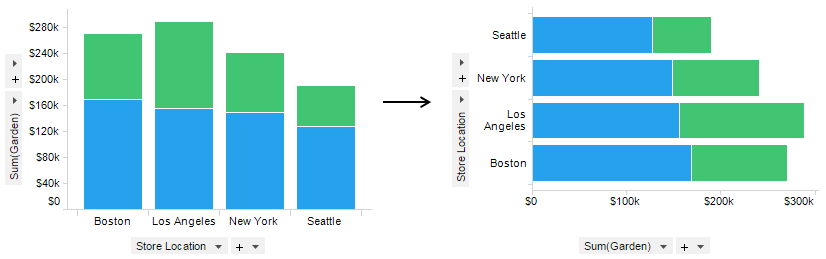 $280k
$240k
$200k
$160k
$120k
$80k
$40k
$0
Sum(Garden)
+
Boston Los Angeles New York Seattle
Store Location +
Seattle
New York
Los
Angeles
Boston
Store Location
+
$0 $100k $200k $300k
Sum(Garden) +